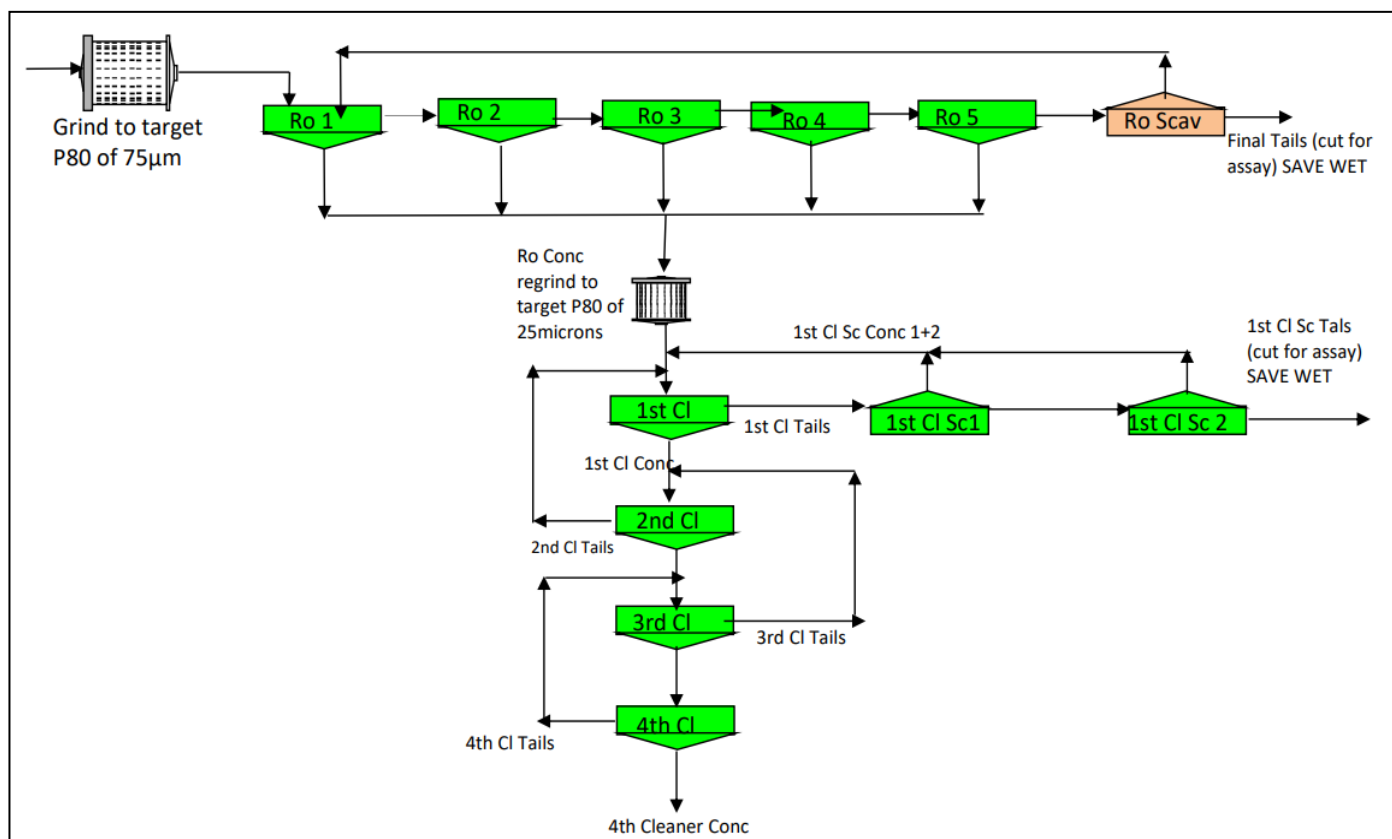 Ro 1
Ro 2
Ro 3
Ro 4
Ro 5
Ro Scav
Grind to target
P80 of 75µm
Final Tails (cut for
assay) SAVE WET
Ro Conc
regrind to
target P80 of
25microns
1st Cl Sc Conc 1+2
1st Cl Sc Tals
(cut for assay)
SAVE WET
1st Cl
1st Cl Tails
1st Cl Sc1
1st Cl Sc 2
1st Cl Conc
2nd Cl
2nd Cl Tails
3rd Cl
3rd Cl Tails
4th Cl
4th Cl Tails
4th Cleaner Conc